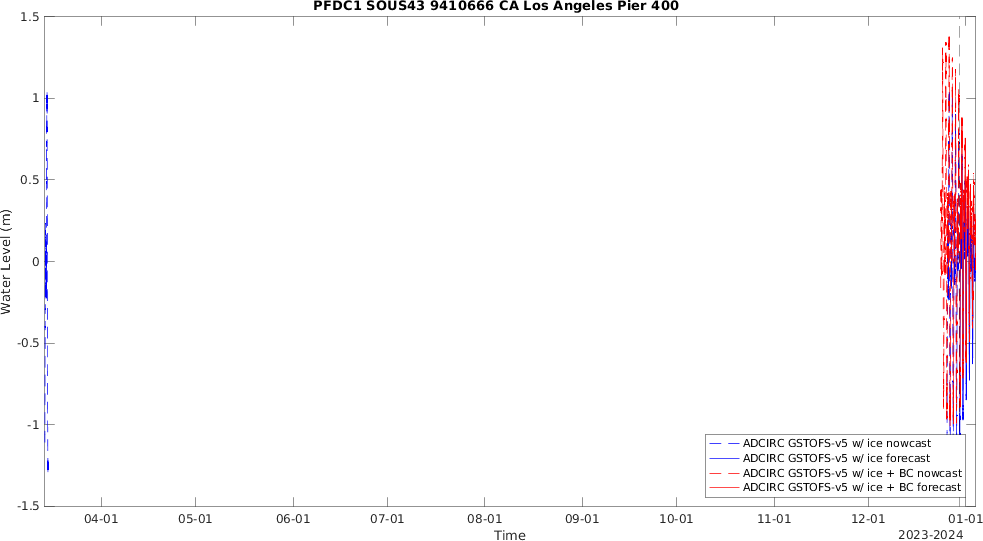 PFDC1 SOUS43 9410666 CA Los Angeles Pier 400
1.5
1
0.5
0
-0.5
-1
-1.5
Water Level (m)
04-01 05-01 06-01 07-01 08-01 09-01 10-01 11-01 12-01 01-01
Time
2023-2024
ADCIRC GSTOFS-v5 w/ ice nowcast
ADCIRC GSTOFS-v5 w/ ice forecast
ADCIRC GSTOFS-v5 w/ ice + BC nowcast
ADCIRC GSTOFS-v5 w/ ice + BC forecast